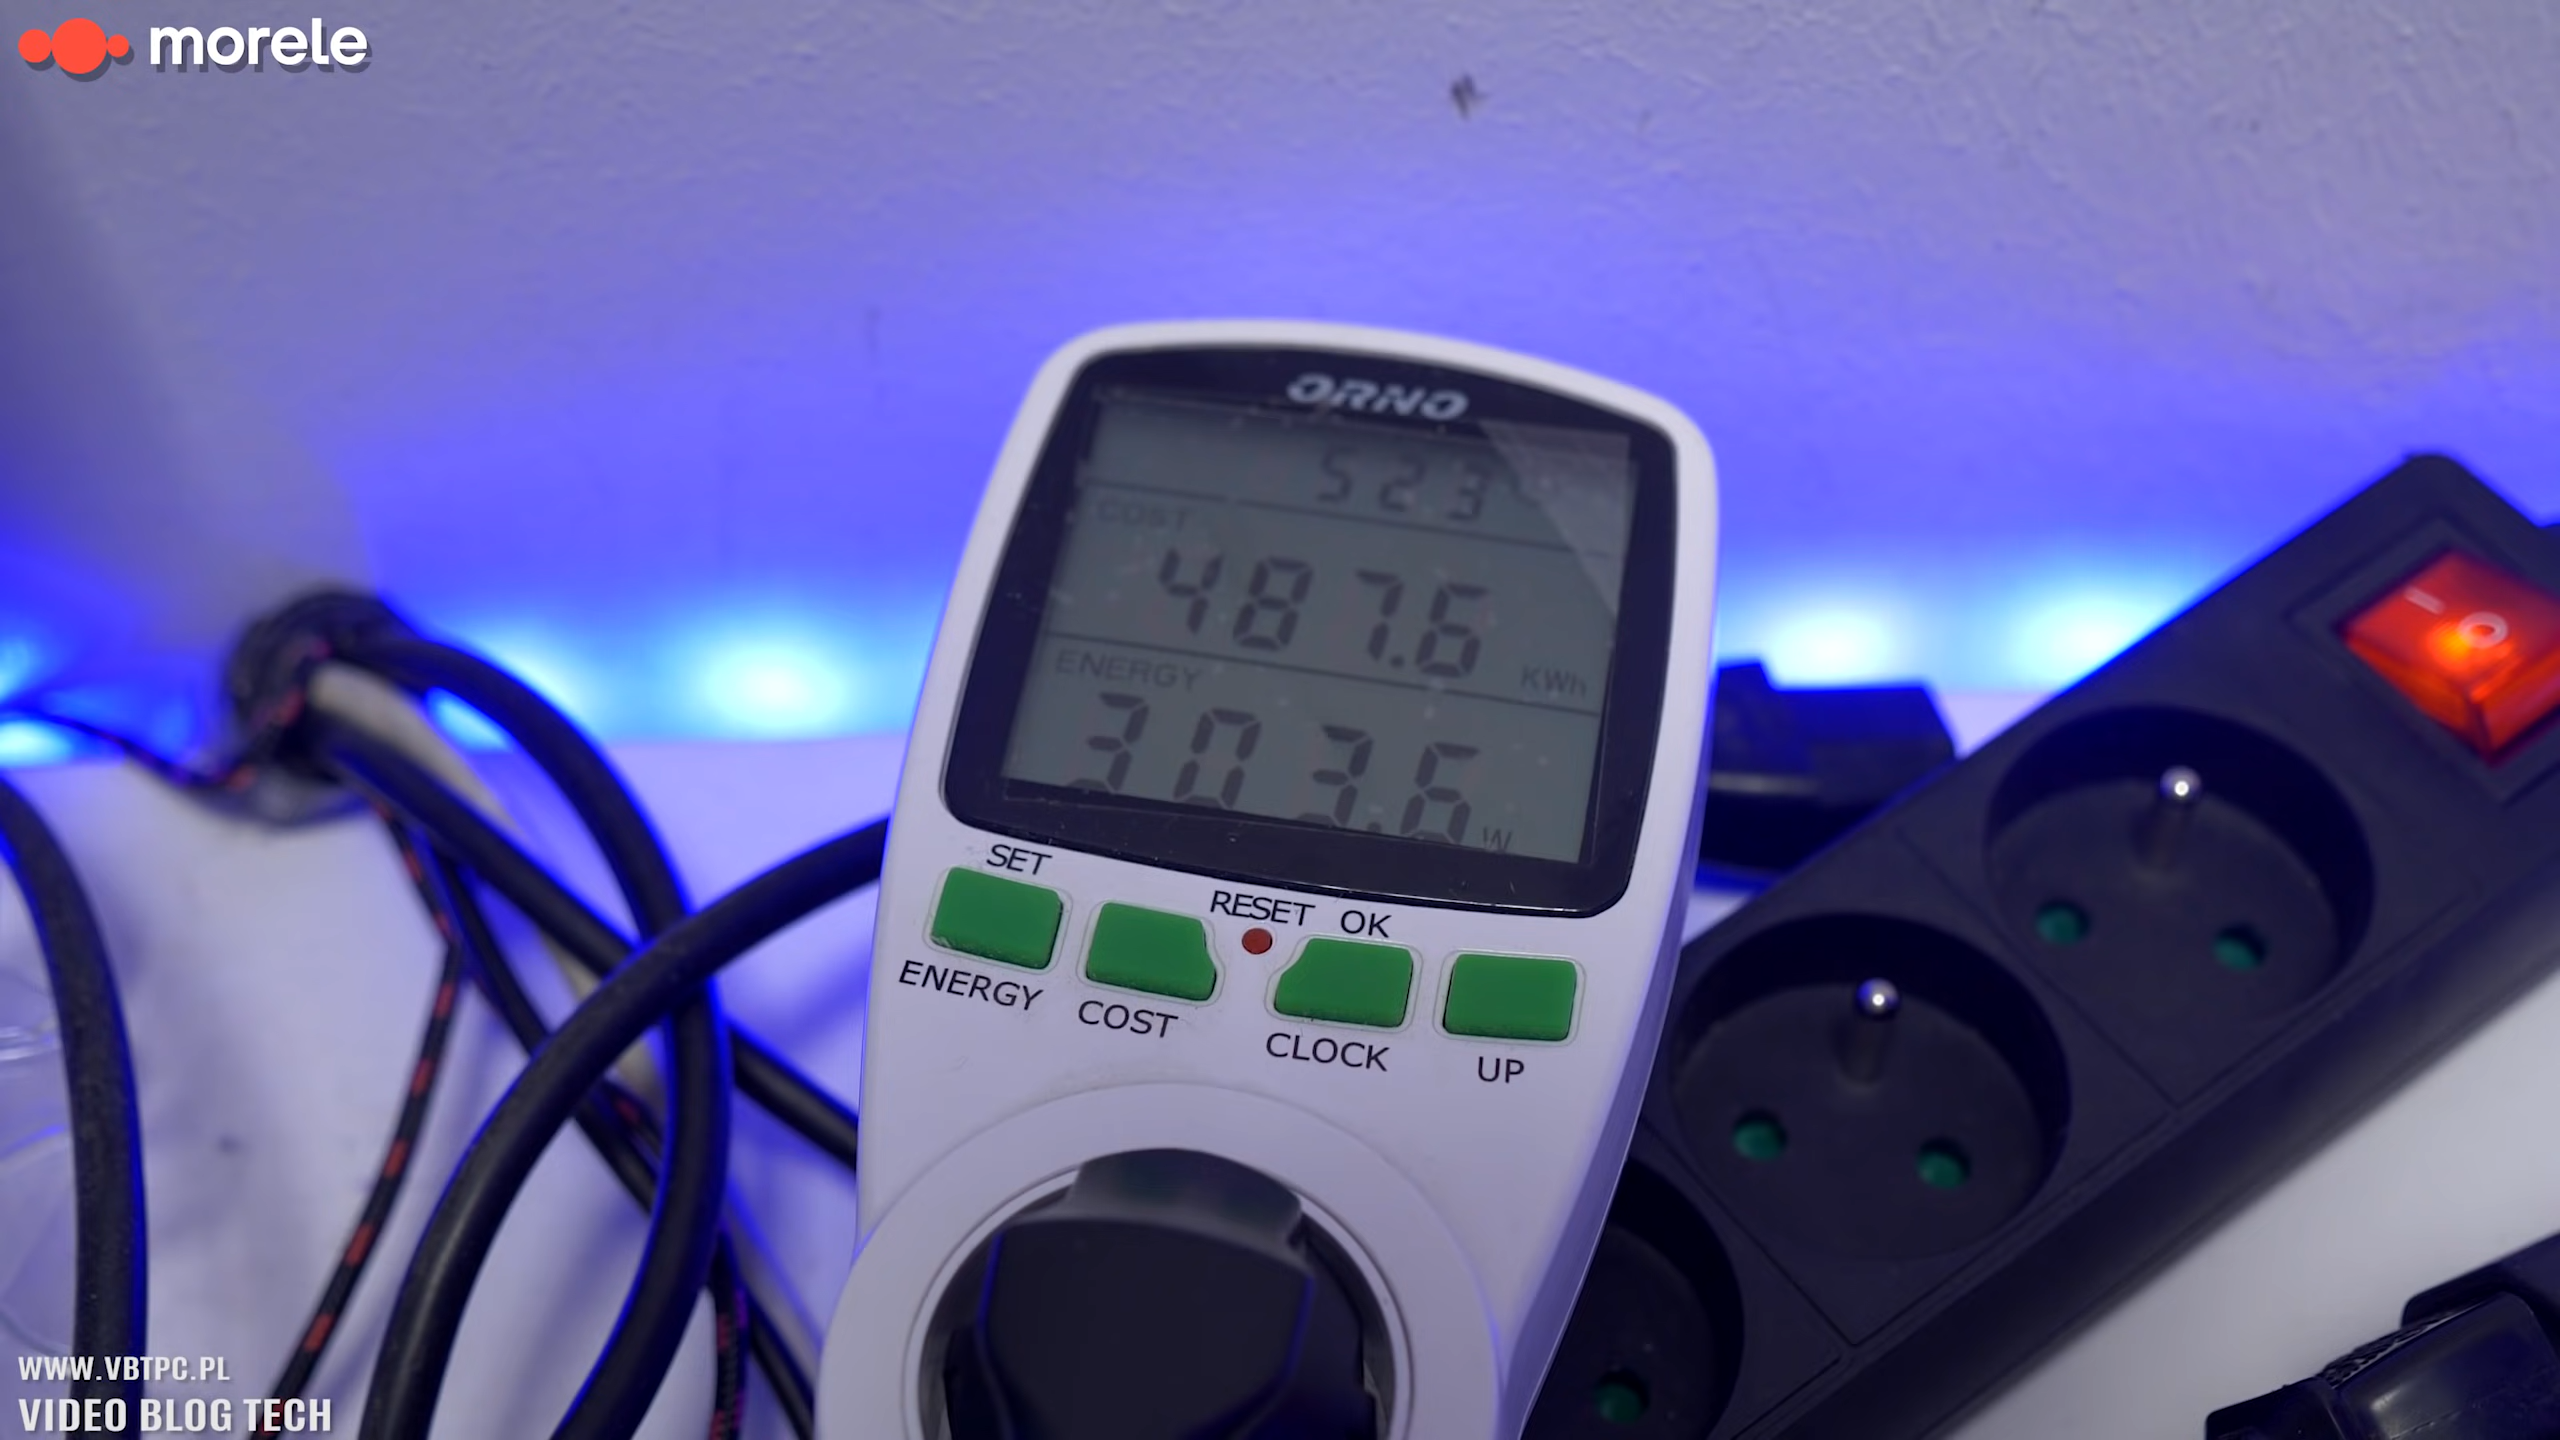 morele
ORNO
523
COST
487.6 KWh
ENERGY
303.6 W
SET
RESET OK
ENERGY
COST
CLOCK
UP
WWW.VBTPC.PL
VIDEO BLOG TECH